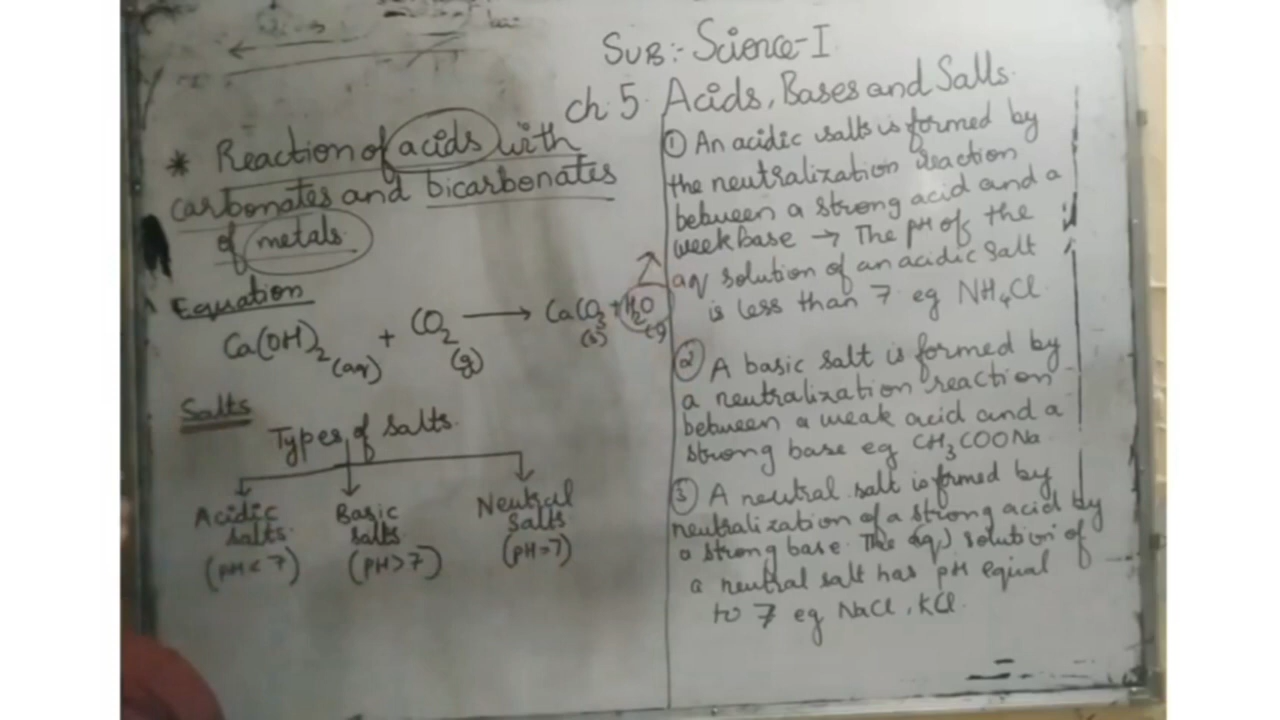 SUB:- Science-I
ch. 5 Acids, Bases and Salts.
* Reaction of acids with
carbonates and bicarbonates
of metals.
Equation
Ca(OH)2(aq) + CO2(g) → CaCO3(s) + H2O(g)
Salts
Types of salts.
Acidic salts. (pH < 7)
Basic salts (pH>7)
Neutral salts (pH=7)
① An acidic salts is formed by
the neutralization reaction
between a strong acid and a
week base → The pH of the
aq solution of an acidic salt
is less than 7 eg NH4Cl
② A basic salt is formed by
a neutralization reaction
between a weak acid and a
strong base eg CH3COONa
③ A neutral salt is formed by
neutralization of a strong acid by
a strong base. The aq) solution of
a neutral salt has pH equal
to 7 eg NaCl, KCl.